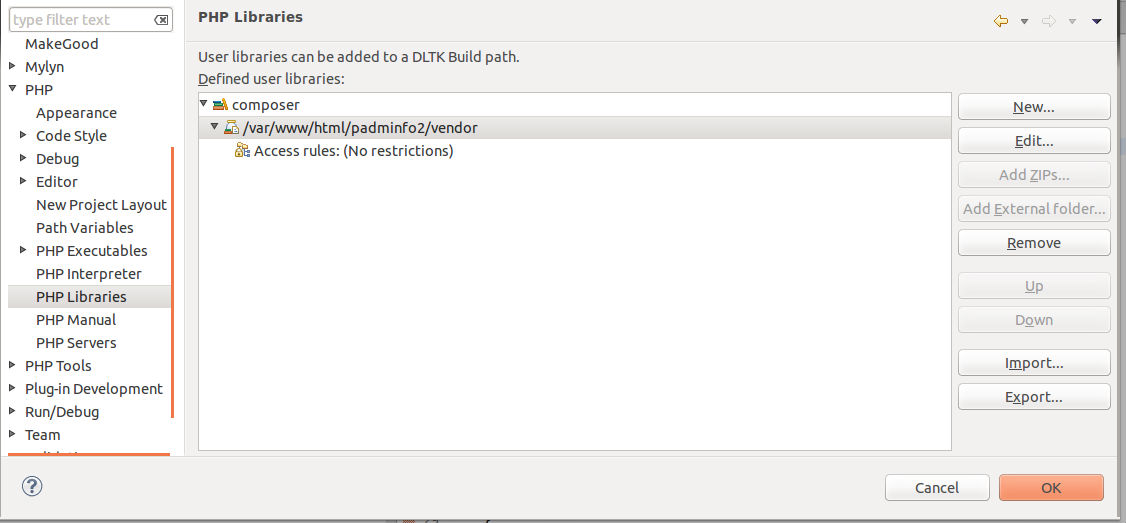 type filter text
MakeGood
Mylyn
PHP
Appearance
Code Style
Debug
Editor
New Project Layout
Path Variables
PHP Executables
PHP Interpreter
PHP Libraries
PHP Manual
PHP Servers
PHP Tools
Plug-in Development
Run/Debug
Team
PHP Libraries
User libraries can be added to a DLTK Build path.
Defined user libraries:
composer
/var/www/html/padminfo2/vendor
Access rules: (No restrictions)
New...
Edit...
Add ZIPs...
Add External folder...
Remove
Up
Down
Import...
Export...
?
Cancel
OK